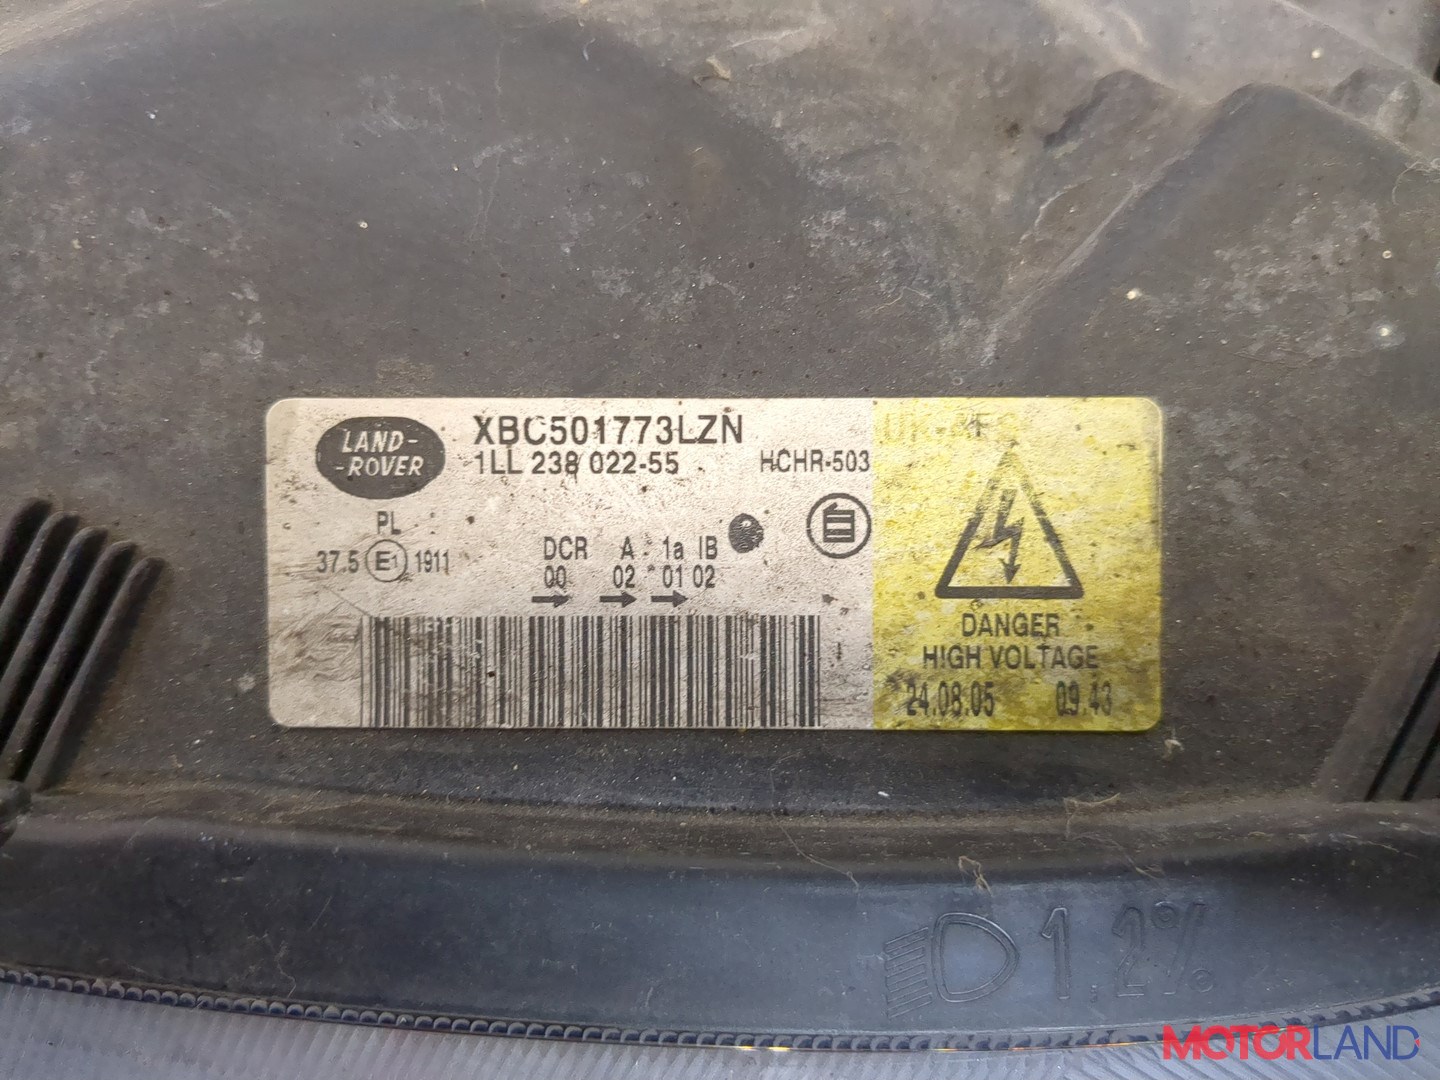 LAND-
-ROVER
XBC501773LZN
1LL 238 022-55
HCHR-503
PL
37.5 E1 1911
DCR A 1a IB
00 02 01 02
DANGER
HIGH VOLTAGE
24.08.05 09.43
1.2%
MOTORLAND